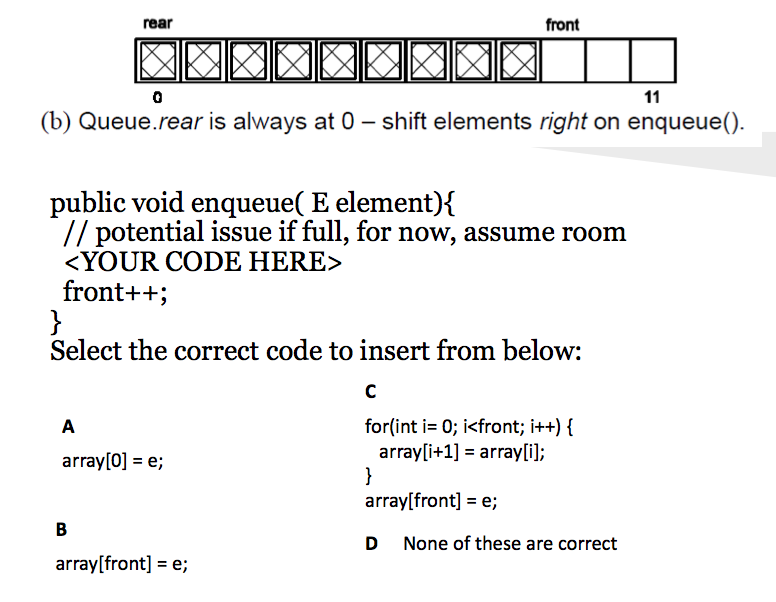 rear front
0 11
(b) Queue.rear is always at 0 – shift elements right on enqueue().
public void enqueue( E element){
// potential issue if full, for now, assume room
<YOUR CODE HERE>
front++;
}
Select the correct code to insert from below:
A
array[0] = e;
B
array[front] = e;
C
for(int i= 0; i<front; i++) {
array[i+1] = array[i];
}
array[front] = e;
D None of these are correct